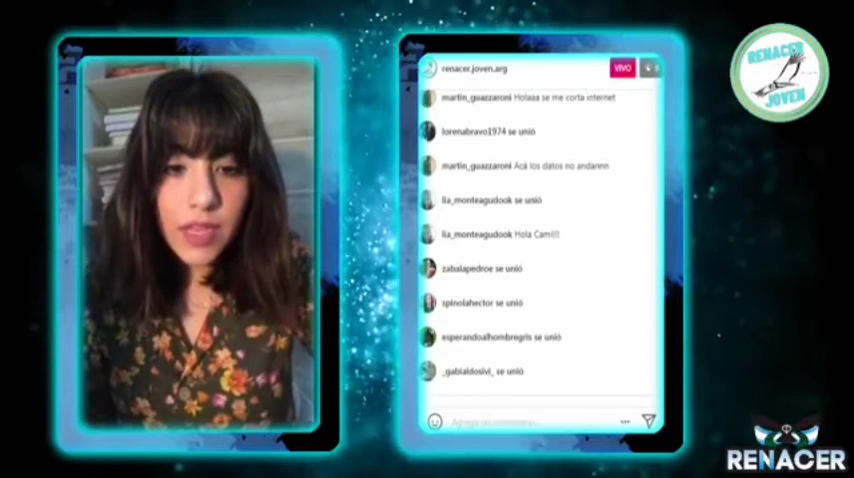 renacer.joven.arg
VIVO
martin_guazzaroni Holaaa se me corta internet
lorenabravo1974 se unió
martin_guazzaroni Acá los datos no andannn
lia_monteagudook se unió
lia_monteagudook Hola Cami!!!
zabalapedroe se unió
spinolahector se unió
esperandoalhombregris se unió
_gabialdosivi_ se unió
Agrega un comentario...
RENACER
JOVEN
RENACER